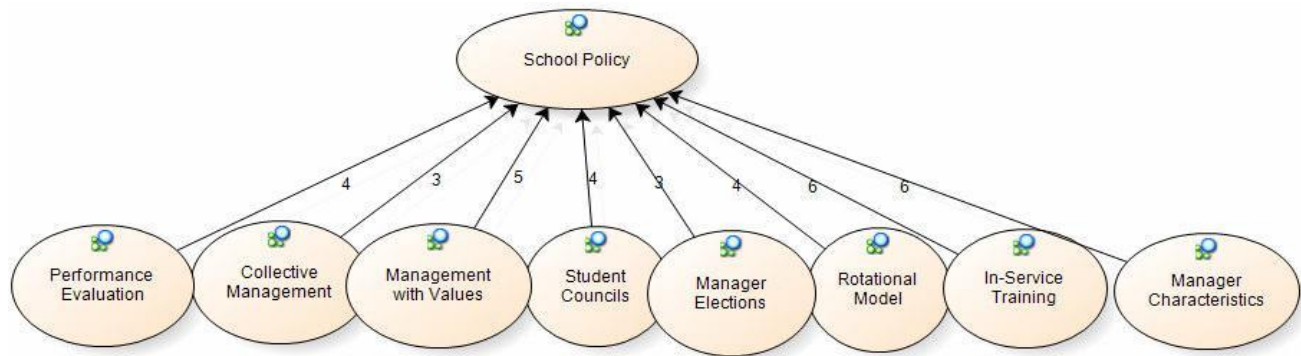 School Policy
4
3
5
4
3
4
6
6
Performance
Evaluation
Collective
Management
Management
with Values
Student
Councils
Manager
Elections
Rotational
Model
In-Service
Training
Manager
Characteristics